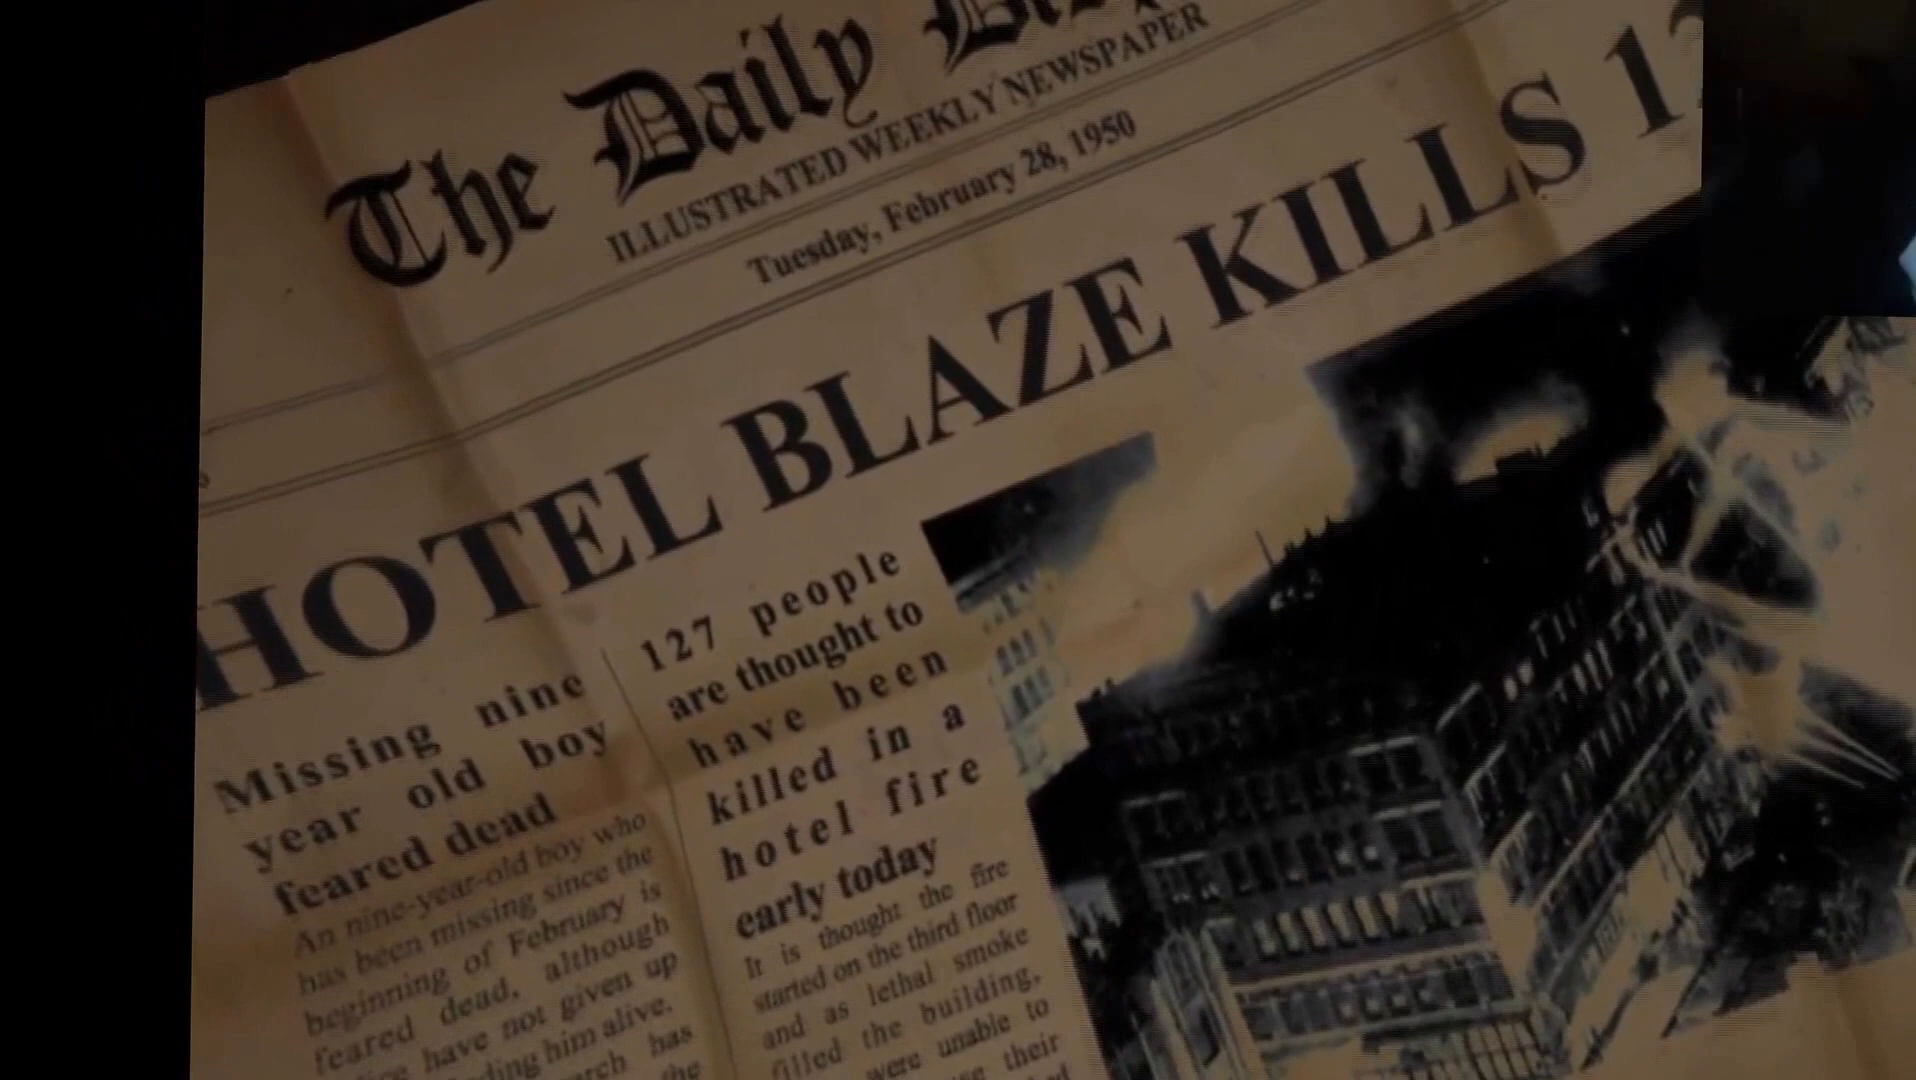 The Daily
ILLUSTRATED WEEKLY NEWSPAPER
Tuesday, February 28, 1950
HOTEL BLAZE KILLS 12
Missing nine
year old boy
feared dead
An nine-year-old boy who
has been missing since the
beginning of February is
feared dead, although
have not given up
him alive.
has
the
127 people
are thought to
have been
killed in a
hotel fire
early today
It is thought the fire
started on the third floor
and as lethal smoke
filled the building,
were unable to
their